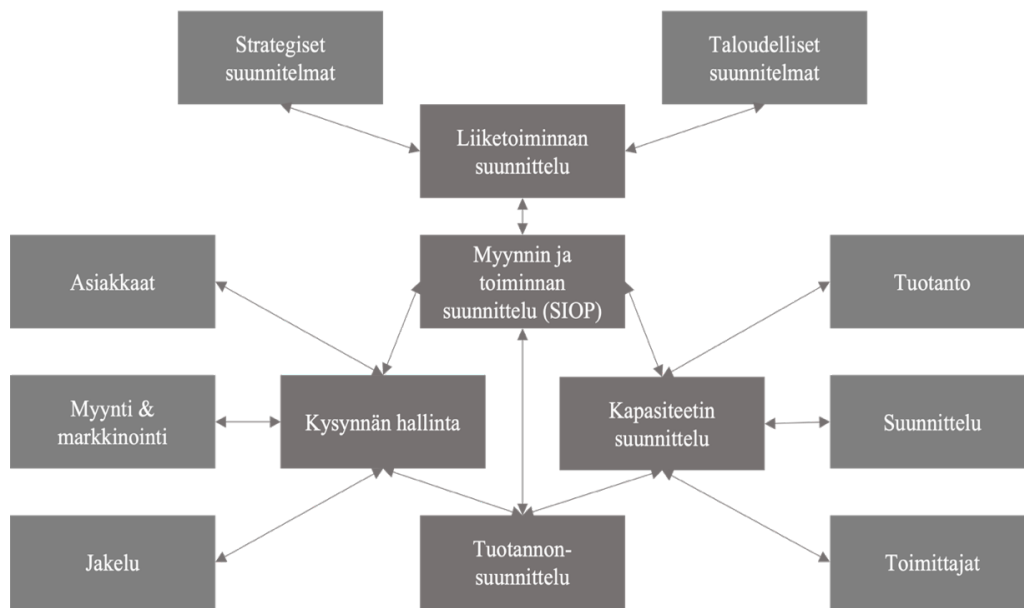 Strategiset
suunnitelmat
Taloudelliset
suunnitelmat
Liiketoiminnan
suunnittelu
Asiakkaat
Myynnin ja
toiminnan
suunnittelu (SIOP)
Tuotanto
Myynti &
markkinointi
Kysynnän hallinta
Kapasiteetin
suunnittelu
Suunnittelu
Jakelu
Tuotannon-
suunnittelu
Toimittajat